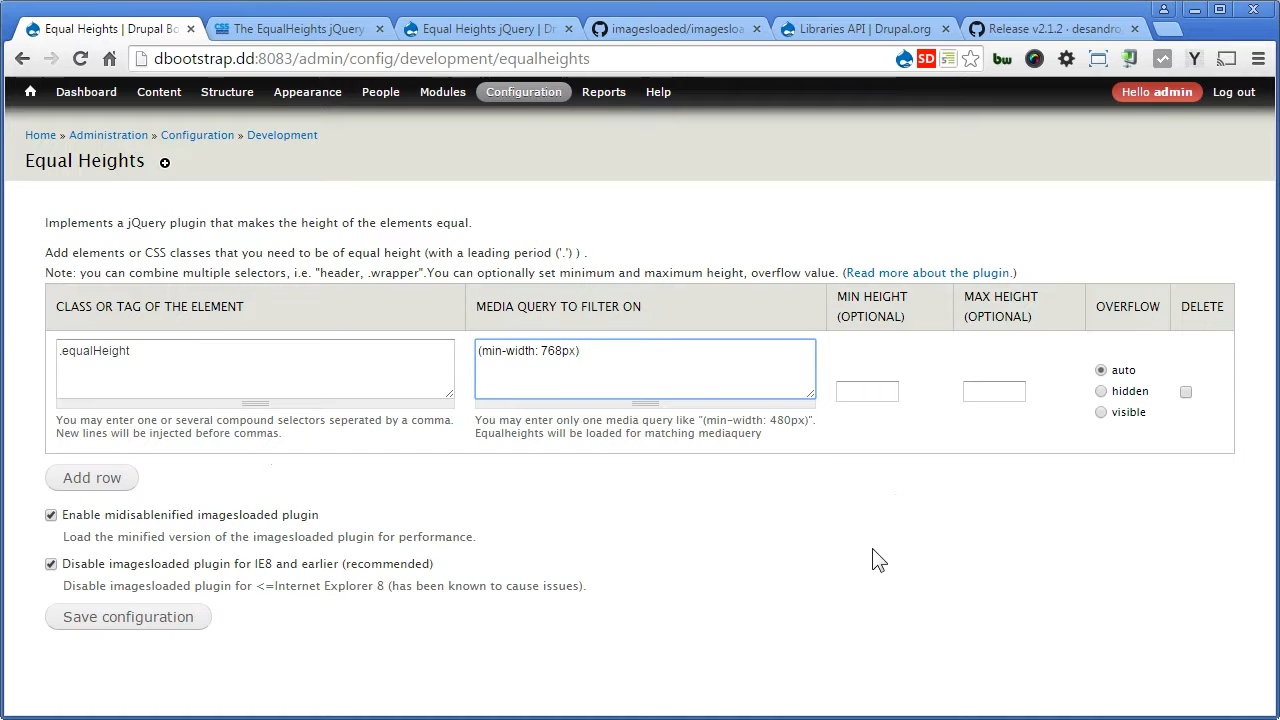 Equal Heights | Drupal Bo
The EqualHeights jQuery
Equal Heights jQuery | Dr
imagesloaded/imagesloa
Libraries API | Drupal.org
Release v2.1.2 · desandro
dbootstrap.dd:8083/admin/config/development/equalheights
SD
bw
Y
Dashboard Content Structure Appearance People Modules Configuration Reports Help
Hello admin Log out
Home » Administration » Configuration » Development
Equal Heights
Implements a jQuery plugin that makes the height of the elements equal.
Add elements or CSS classes that you need to be of equal height (with a leading period ('.') ) .
Note: you can combine multiple selectors, i.e. "header, .wrapper".You can optionally set minimum and maximum height, overflow value. (Read more about the plugin.)
CLASS OR TAG OF THE ELEMENT
MEDIA QUERY TO FILTER ON
MIN HEIGHT
(OPTIONAL)
MAX HEIGHT
(OPTIONAL)
OVERFLOW
DELETE
.equalHeight
You may enter one or several compound selectors seperated by a comma.
New lines will be injected before commas.
(min-width: 768px)
You may enter only one media query like "(min-width: 480px)".
Equalheights will be loaded for matching mediaquery
auto
hidden
visible
Add row
Enable midisablenified imagesloaded plugin
Load the minified version of the imagesloaded plugin for performance.
Disable imagesloaded plugin for IE8 and earlier (recommended)
Disable imagesloaded plugin for <=Internet Explorer 8 (has been known to cause issues).
Save configuration